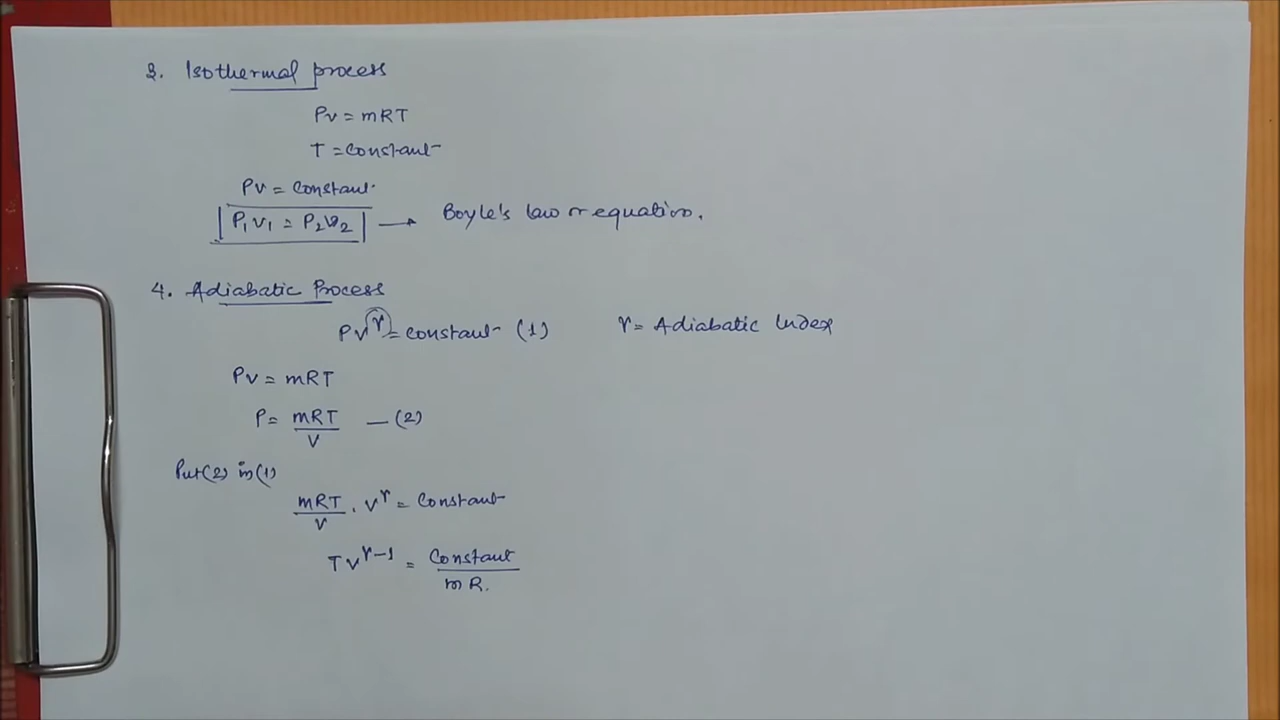 3. Isothermal process
PV = mRT
T = Constant
PV = Constant.
P₁V₁ = P₂V₂ → Boyle's law or equation.
4. Adiabatic Process
PV^γ = constant (1) γ = Adiabatic Index
PV = mRT
P = mRT/V — (2)
Put (2) in (1)
mRT/V . V^γ = Constant
TV^γ-1 = Constant/mR.